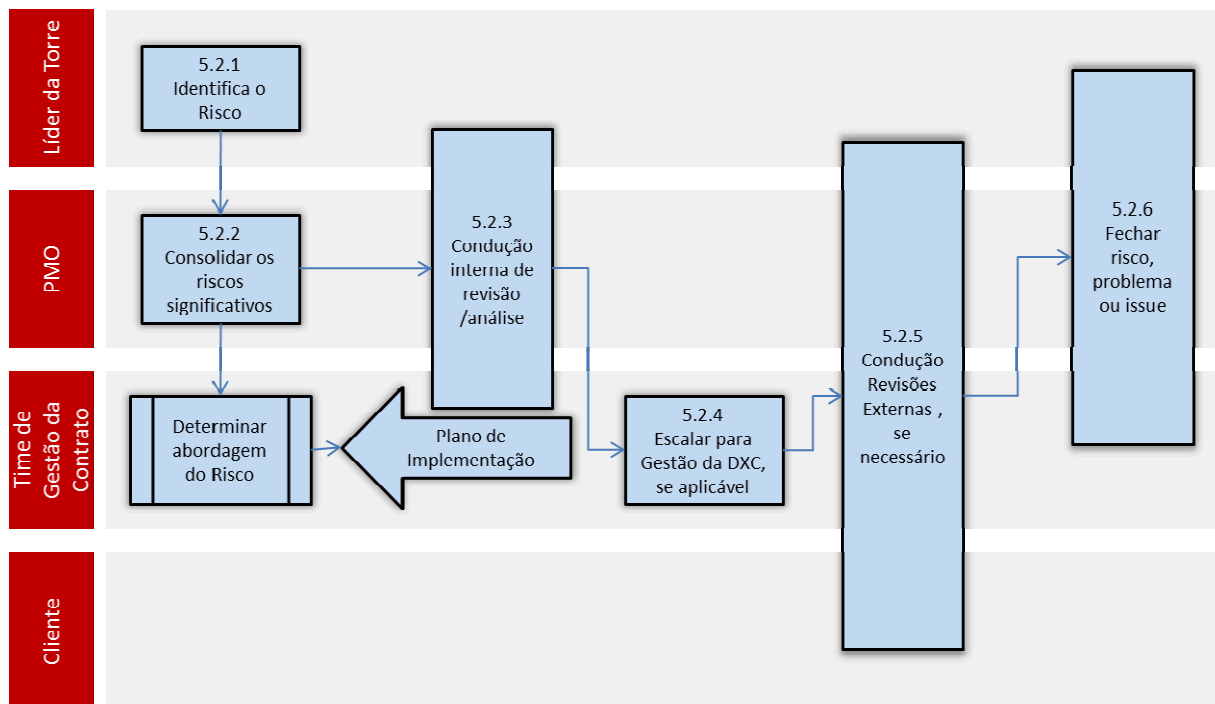 Líder da Torre
5.2.1
Identifica o
Risco
PMO
5.2.2
Consolidar os
riscos
significativos
5.2.3
Condução
interna de
revisão
/análise
Time de
Gestão da
Contrato
Determinar
abordagem
do Risco
Plano de
Implementação
5.2.4
Escalar para
Gestão da DXC,
se aplicável
5.2.5
Condução
Revisões
Externas ,
se
necessário
5.2.6
Fechar
risco,
problema
ou issue
Cliente